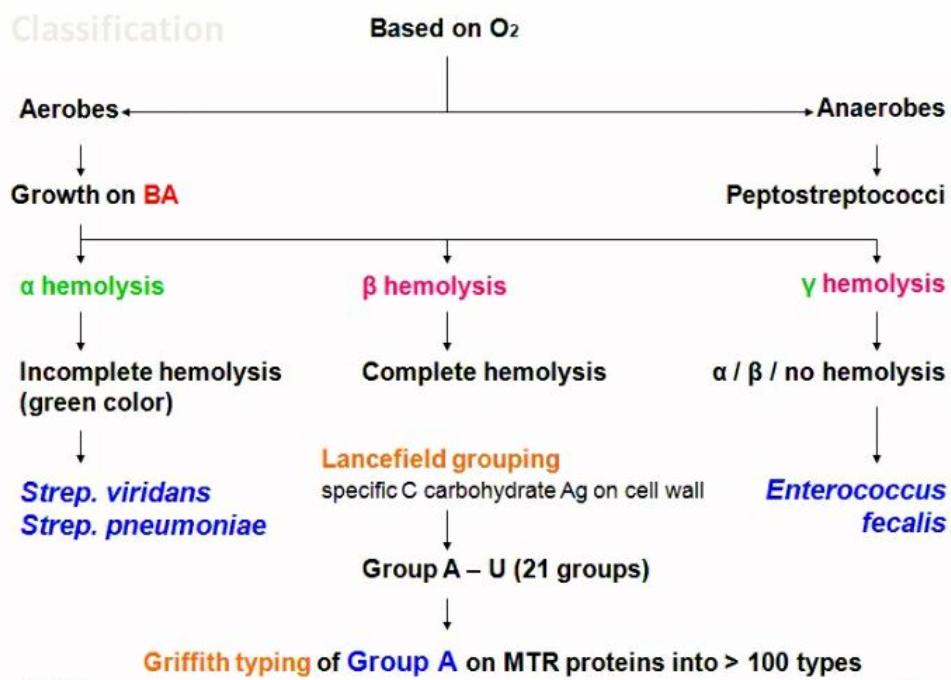 Classification
Based on O₂
Aerobes
Anaerobes
Growth on BA
Peptostreptococci
α hemolysis
β hemolysis
γ hemolysis
Incomplete hemolysis
(green color)
Complete hemolysis
α / β / no hemolysis
Lancefield grouping
specific C carbohydrate Ag on cell wall
Strep. viridans
Strep. pneumoniae
Enterococcus
fecalis
Group A – U (21 groups)
Griffith typing of Group A on MTR proteins into > 100 types